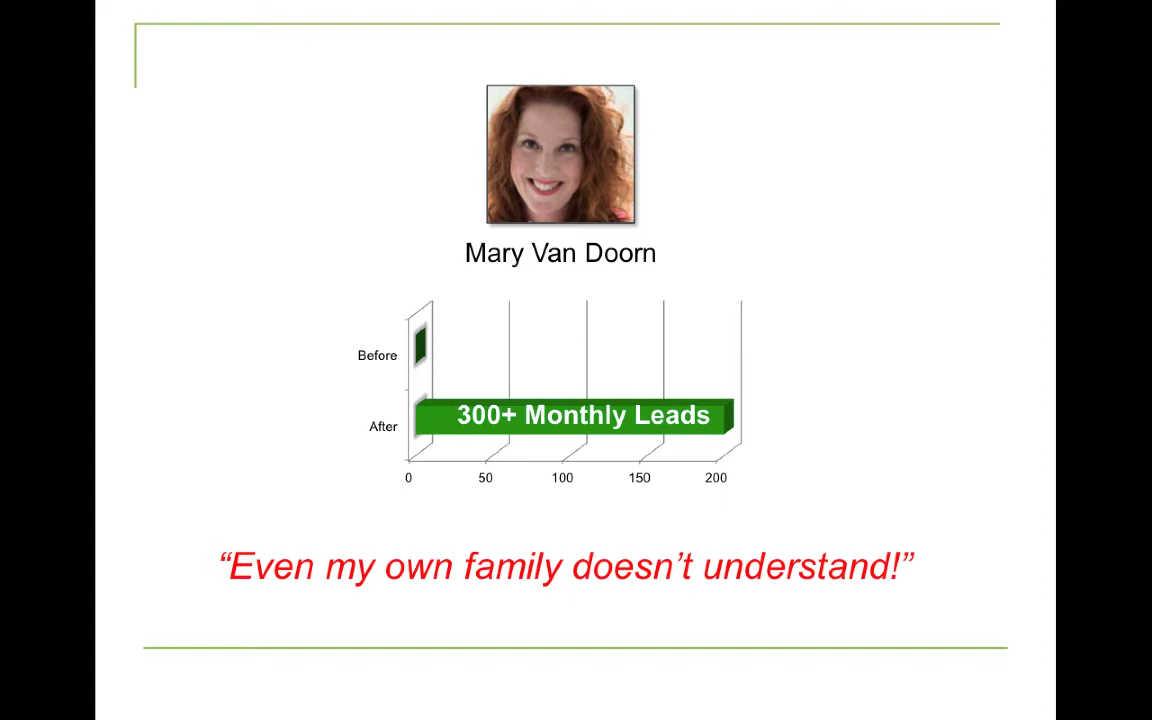 Mary Van Doorn
Before
After
300+ Monthly Leads
0 50 100 150 200
“Even my own family doesn’t understand!”